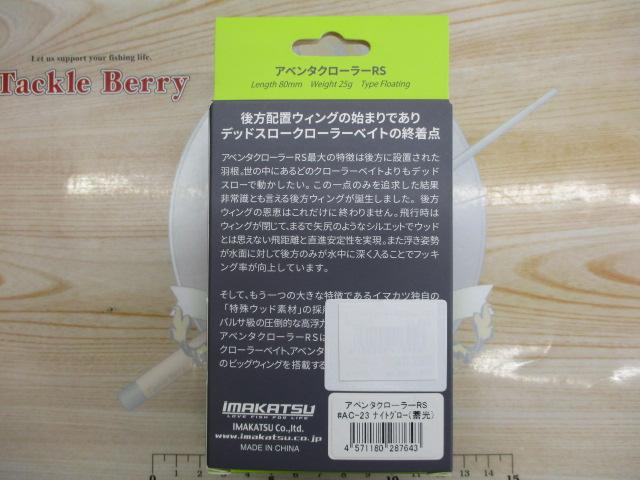 Let us support your fishing life.
Tackle Berry
アベンタクローラーRS
Length 80mm Weight 25g Type Floating
後方配置ウィングの始まりであり
デッドスロークローラーベイトの終着点
アベンタクローラーRS最大の特徴は後方に設置された
羽根。世の中にあるどのクローラーベイトよりもデッド
スローで動かしたい。この一点のみを追求した結果
非常識とも言える後方ウィングが誕生しました。後方
ウィングの恩恵はこれだけに終わりません。飛行時は
ウィングが閉じて、まるで矢尻のようなシルエットでウッド
とは思えない飛距離と直進安定性を実現。また浮き姿勢
が水面に対して後方のみが水中に深く入ることでフッキ
ング率が向上しています。
そして、もう一つの大きな特徴であるイマカツ独自の
「特殊ウッド素材」の採
バルサ級の圧倒的な高浮力
アベンタクローラーRSは
クローラーベイト、アベンタ
のビッグウィングを搭載する
IMAKATSU
LOVE FISH FOR LIFE
IMAKATSU Co.,ltd.
www.imakatsu.co.jp
MADE IN CHINA
アベンタクローラーRS
#AC-23 ナイトグロー(蓄光)
4 571180 287643
1 10 15